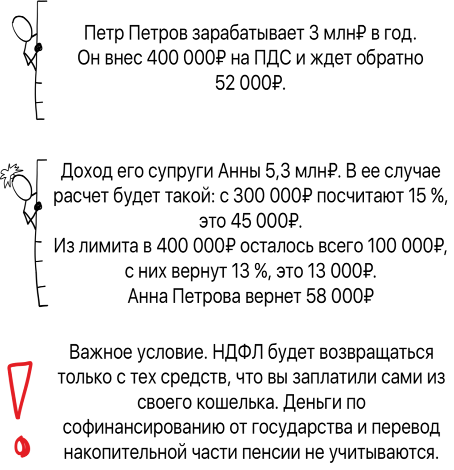 Петр Петров зарабатывает 3 млн₽ в год.
Он внес 400 000₽ на ПДС и ждет обратно
52 000₽.
Доход его супруги Анны 5,3 млн₽. В ее случае
расчет будет такой: с 300 000₽ посчитают 15 %,
это 45 000₽.
Из лимита в 400 000₽ осталось всего 100 000₽,
с них вернут 13 %, это 13 000₽.
Анна Петрова вернет 58 000₽
Важное условие. НДФЛ будет возвращаться
только с тех средств, что вы заплатили сами из
своего кошелька. Деньги по
софинансированию от государства и перевод
накопительной части пенсии не учитываются.